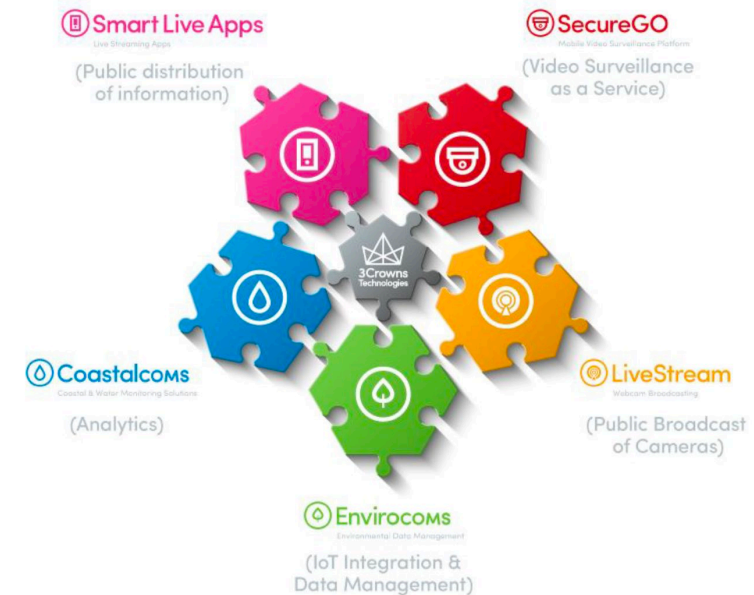 Smart Live Apps
Live Streaming Apps
(Public distribution
of information)
SecureGO
Mobile Video Surveillance Platform
(Video Surveillance
as a Service)
3Crowns
Technologies
Coastalcoms
Coastal & Water Monitoring Solutions
(Analytics)
LiveStream
Webcam Broadcasting
(Public Broadcast
of Cameras)
Envirocoms
Environmental Data Management
(IoT Integration &
Data Management)